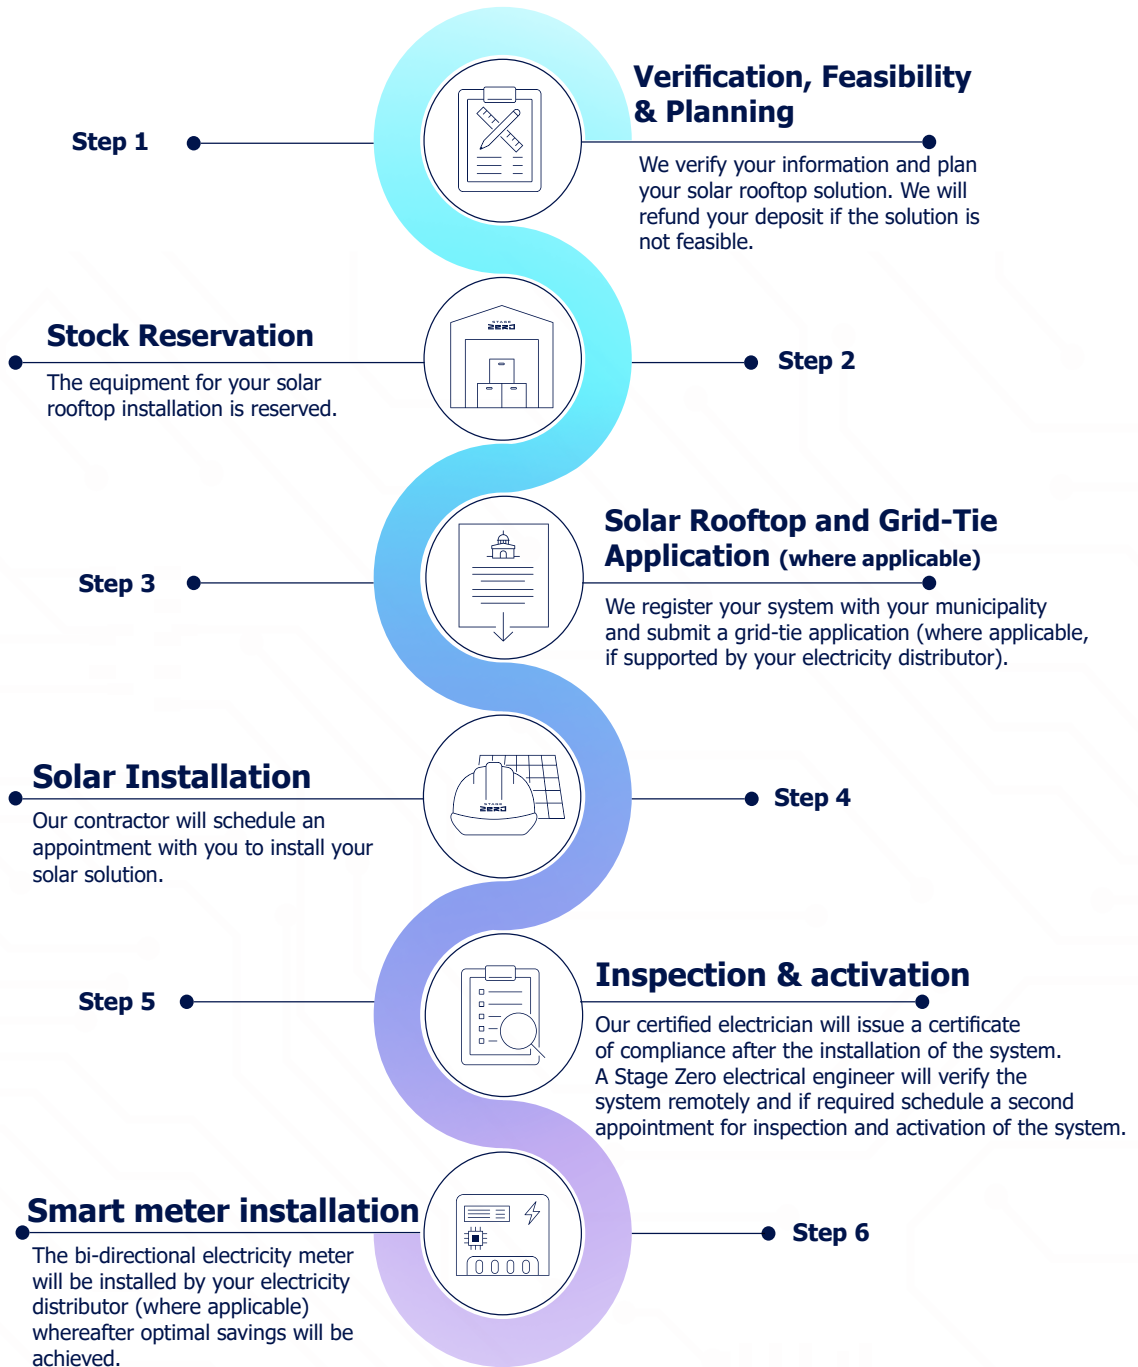 Step 1
Verification, Feasibility
& Planning
We verify your information and plan
your solar rooftop solution. We will
refund your deposit if the solution is
not feasible.
Stock Reservation
The equipment for your solar
rooftop installation is reserved.
STAGE
ZERO
Step 2
Step 3
Solar Rooftop and Grid-Tie
Application (where applicable)
We register your system with your municipality
and submit a grid-tie application (where applicable,
if supported by your electricity distributor).
Solar Installation
Our contractor will schedule an
appointment with you to install your
solar solution.
STAGE
ZERO
Step 4
Step 5
Inspection & activation
Our certified electrician will issue a certificate
of compliance after the installation of the system.
A Stage Zero electrical engineer will verify the
system remotely and if required schedule a second
appointment for inspection and activation of the system.
Smart meter installation
The bi-directional electricity meter
will be installed by your electricity
distributor (where applicable)
whereafter optimal savings will be
achieved.
Step 6